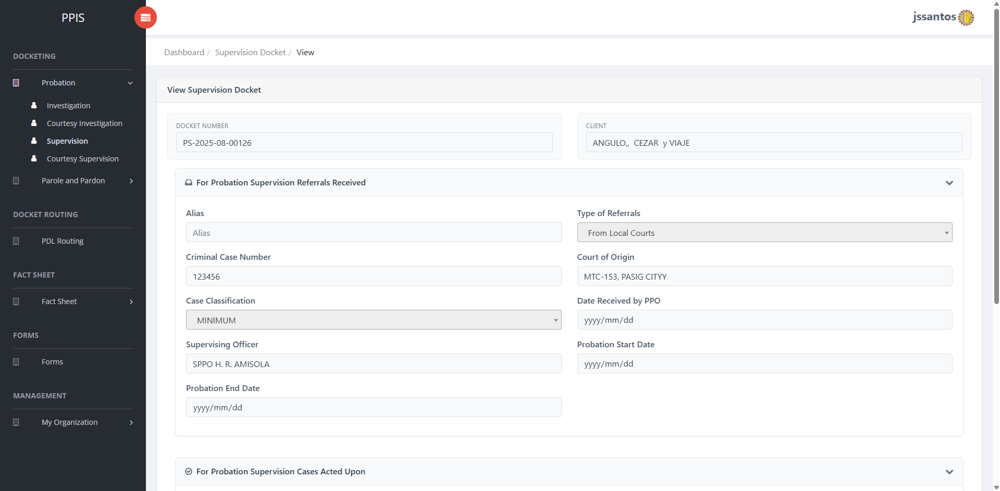 PPIS
jssantos
DOCKETING
Probation
Investigation
Courtesy Investigation
Supervision
Courtesy Supervision
Parole and Pardon
DOCKET ROUTING
PDL Routing
FACT SHEET
Fact Sheet
FORMS
Forms
MANAGEMENT
My Organization
Dashboard / Supervision Docket / View
View Supervision Docket
DOCKET NUMBER
PS-2025-08-00126
CLIENT
ANGULO,, CEZAR y VIAJE
For Probation Supervision Referrals Received
Alias
Alias
Type of Referrals
From Local Courts
Criminal Case Number
123456
Court of Origin
MTC-153, PASIG CITYY
Case Classification
MINIMUM
Date Received by PPO
yyyy/mm/dd
Supervising Officer
SPPO H. R. AMISOLA
Probation Start Date
yyyy/mm/dd
Probation End Date
yyyy/mm/dd
For Probation Supervision Cases Acted Upon